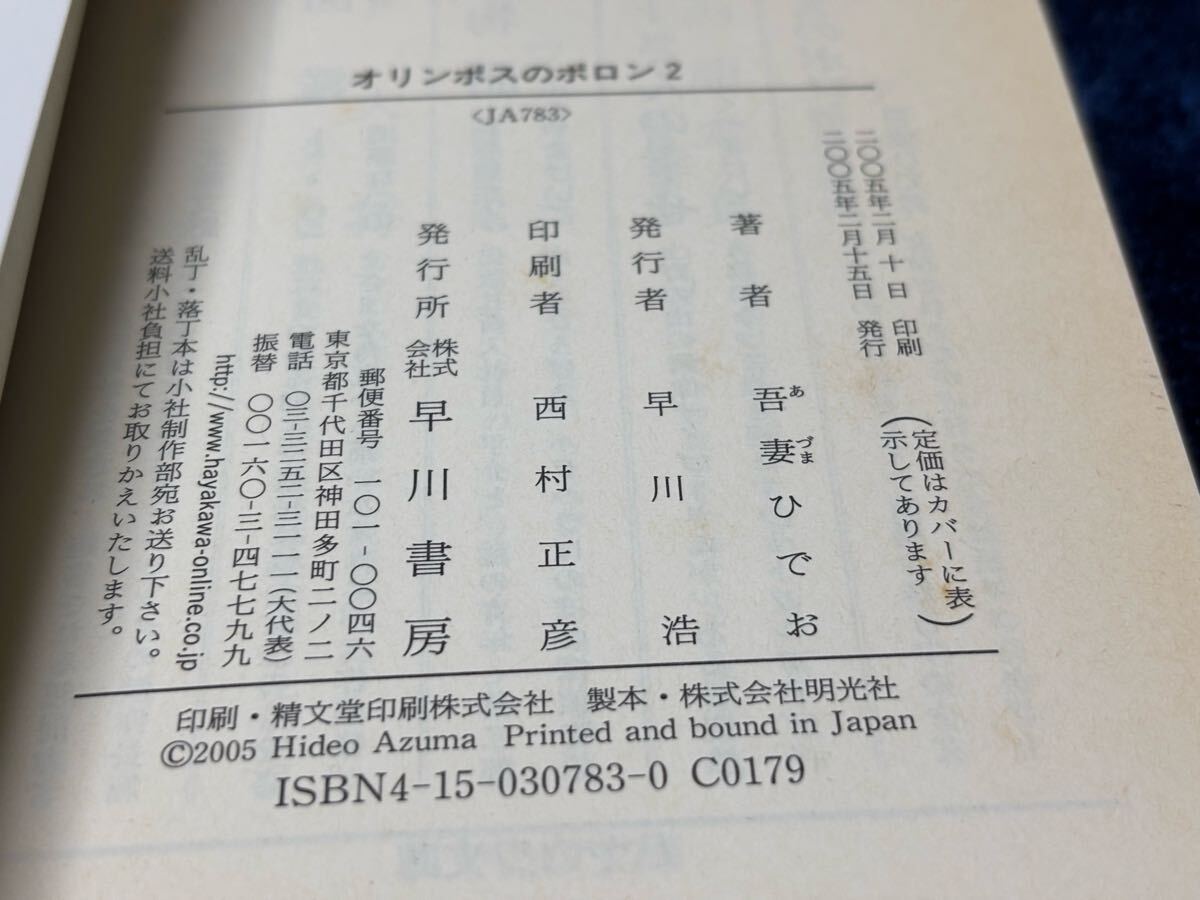 オリンポスのポロン2
〈JA783〉
二〇〇五年二月 十 日 印刷
二〇〇五年二月十五日 発行
(定価はカバーに表
示してあります)
著者 吾妻ひでお
あ づま
発行者 早川 浩
印刷者 西村正彦
発行所 株式会社 早川書房
郵便番号 一〇一-〇〇四六
東京都千代田区神田多町二ノ二
電話 〇三-三二五二-三一一一(大代表)
振替 〇〇一六〇-三-四七七九九
http://www.hayakawa-online.co.jp
乱丁・落丁本は小社制作部宛お送り下さい。
送料小社負担にてお取りかえいたします。
印刷・精文堂印刷株式会社 製本・株式会社明光社
©2005 Hideo Azuma Printed and bound in Japan
ISBN4-15-030783-0 C0179